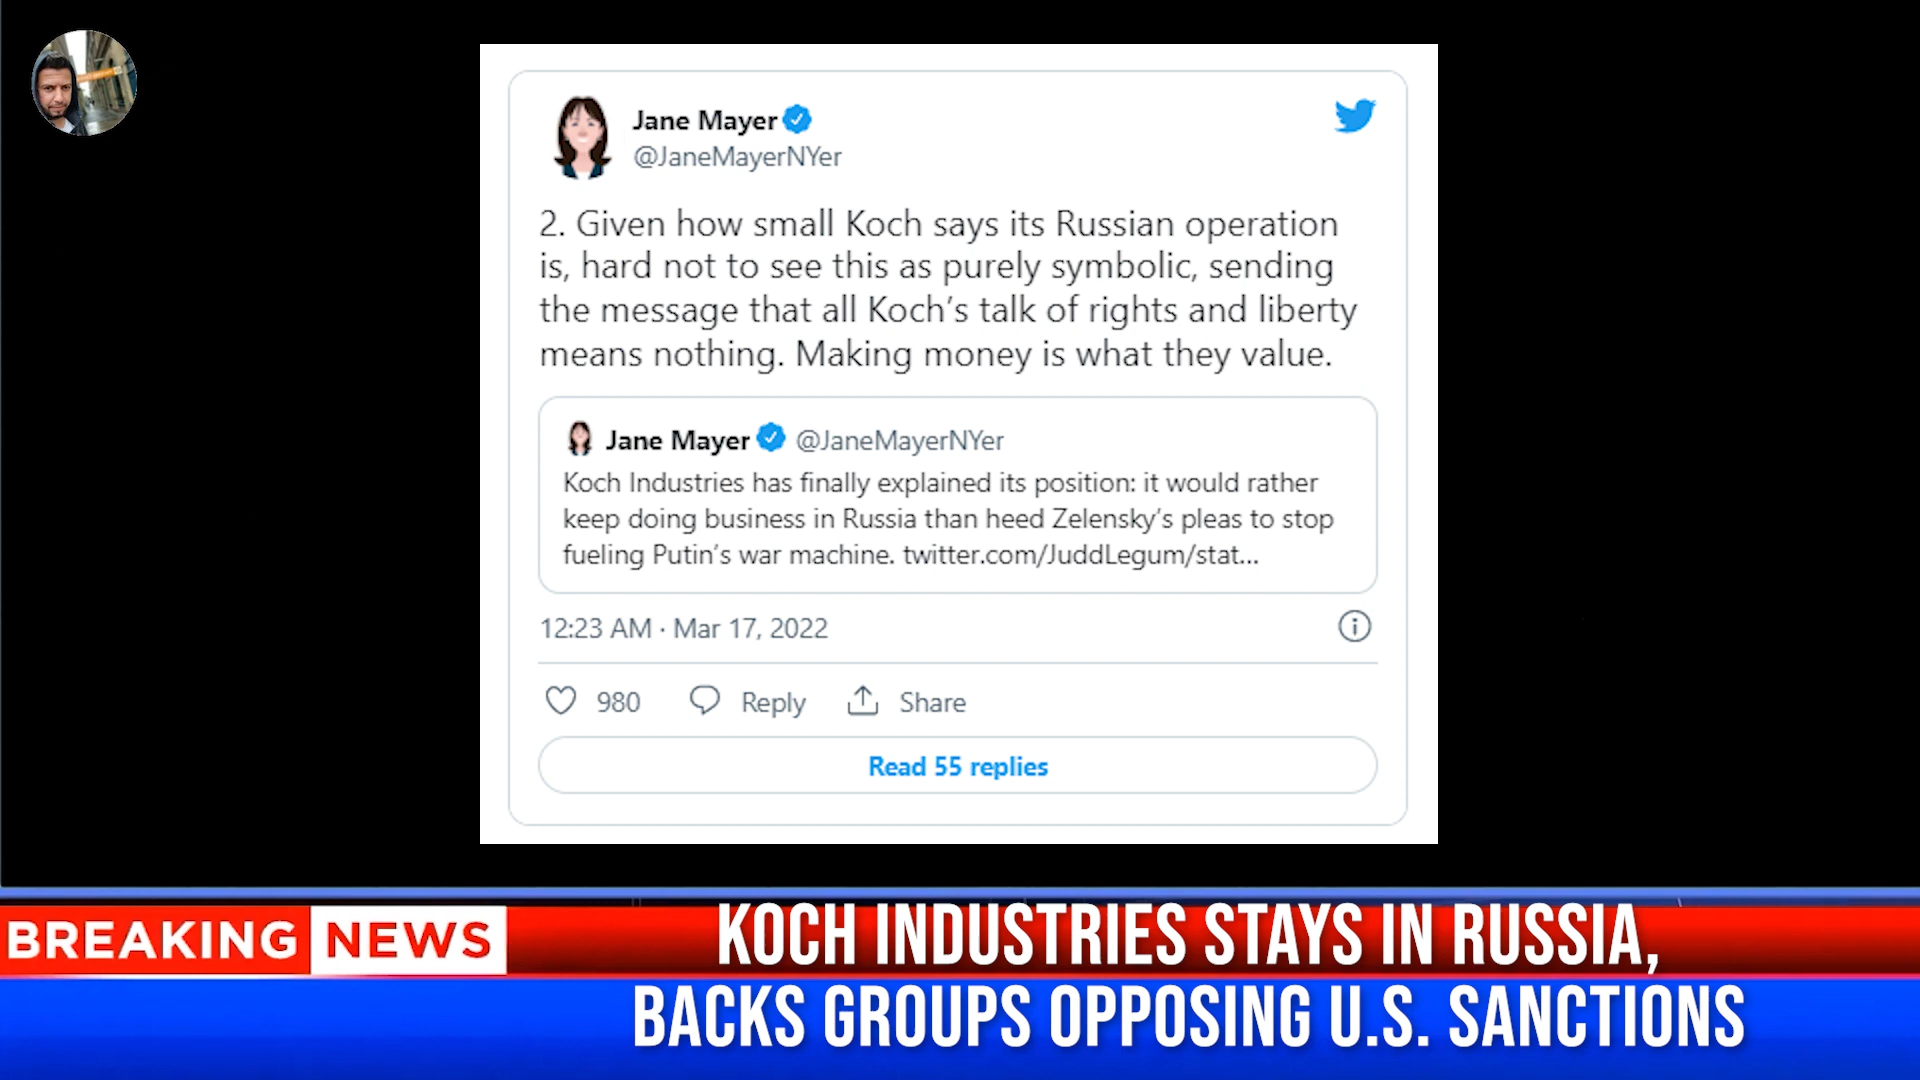 Jane Mayer
@JaneMayerNYer
2. Given how small Koch says its Russian operation
is, hard not to see this as purely symbolic, sending
the message that all Koch’s talk of rights and liberty
means nothing. Making money is what they value.
Jane Mayer @JaneMayerNYer
Koch Industries has finally explained its position: it would rather
keep doing business in Russia than heed Zelensky’s pleas to stop
fueling Putin’s war machine. twitter.com/JuddLegum/stat...
12:23 AM · Mar 17, 2022
980 Reply Share
Read 55 replies
BREAKING NEWS
KOCH INDUSTRIES STAYS IN RUSSIA,
BACKS GROUPS OPPOSING U.S. SANCTIONS